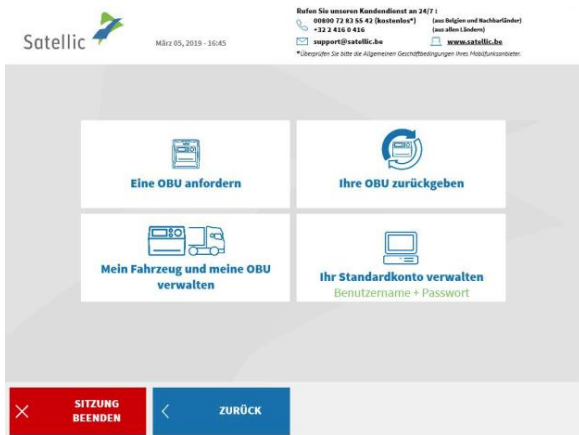 Satellic
März 05, 2019 - 16:45
Rufen Sie unseren Kundendienst an 24/7 :
00800 72 83 55 42 (kostenlos*) (aus Belgien und Nachbarländer)
+32 2 416 0 416 (aus allen Ländern)
support@satellic.be www.satellic.be
*Überprüfen Sie bitte die Allgemeinen Geschäftbedingungen Ihres Mobilfunkanbieter.
Eine OBU anfordern
Ihre OBU zurückgeben
Mein Fahrzeug und meine OBU
verwalten
Ihr Standardkonto verwalten
Benutzername + Passwort
SITZUNG
BEENDEN
ZURÜCK